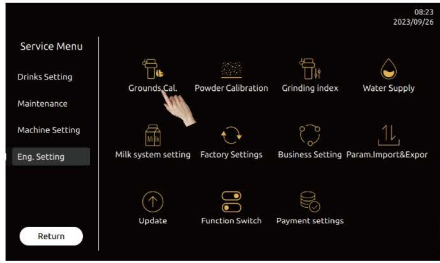 08:23
2023/09/26
Service Menu
Drinks Setting
Maintenance
Machine Setting
Eng. Setting
Return
Grounds Cal.
Powder Calibration
Grinding index
Water Supply
Milk system setting
Factory Settings
Business Setting
Param.Import&Expor
Update
Function Switch
Payment settings